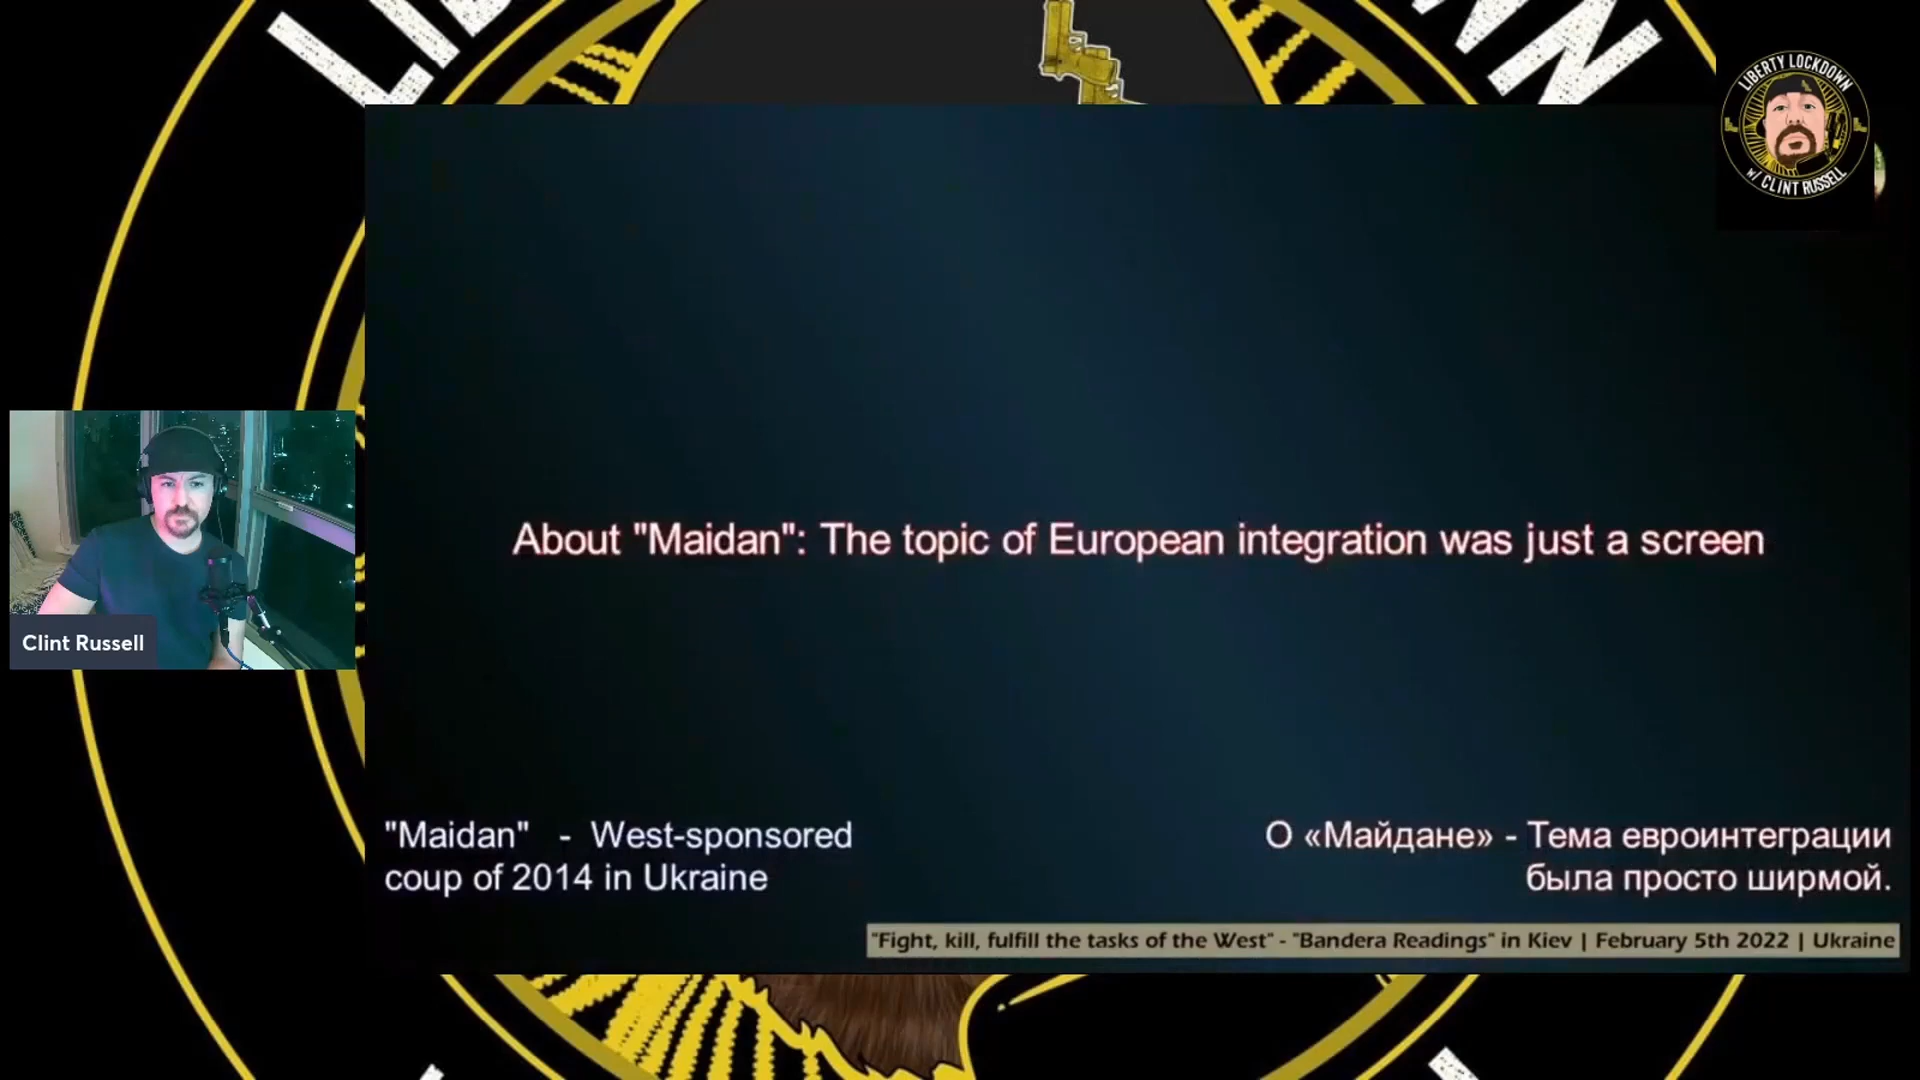 LIBERTY LOCKDOWN
W/ CLINT RUSSELL
About "Maidan": The topic of European integration was just a screen
Clint Russell
"Maidan" - West-sponsored
coup of 2014 in Ukraine
О «Майдане» - Тема евроинтеграции
была просто ширмой.
"Fight, kill, fulfill the tasks of the West" - "Bandera Readings" in Kiev | February 5th 2022 | Ukraine